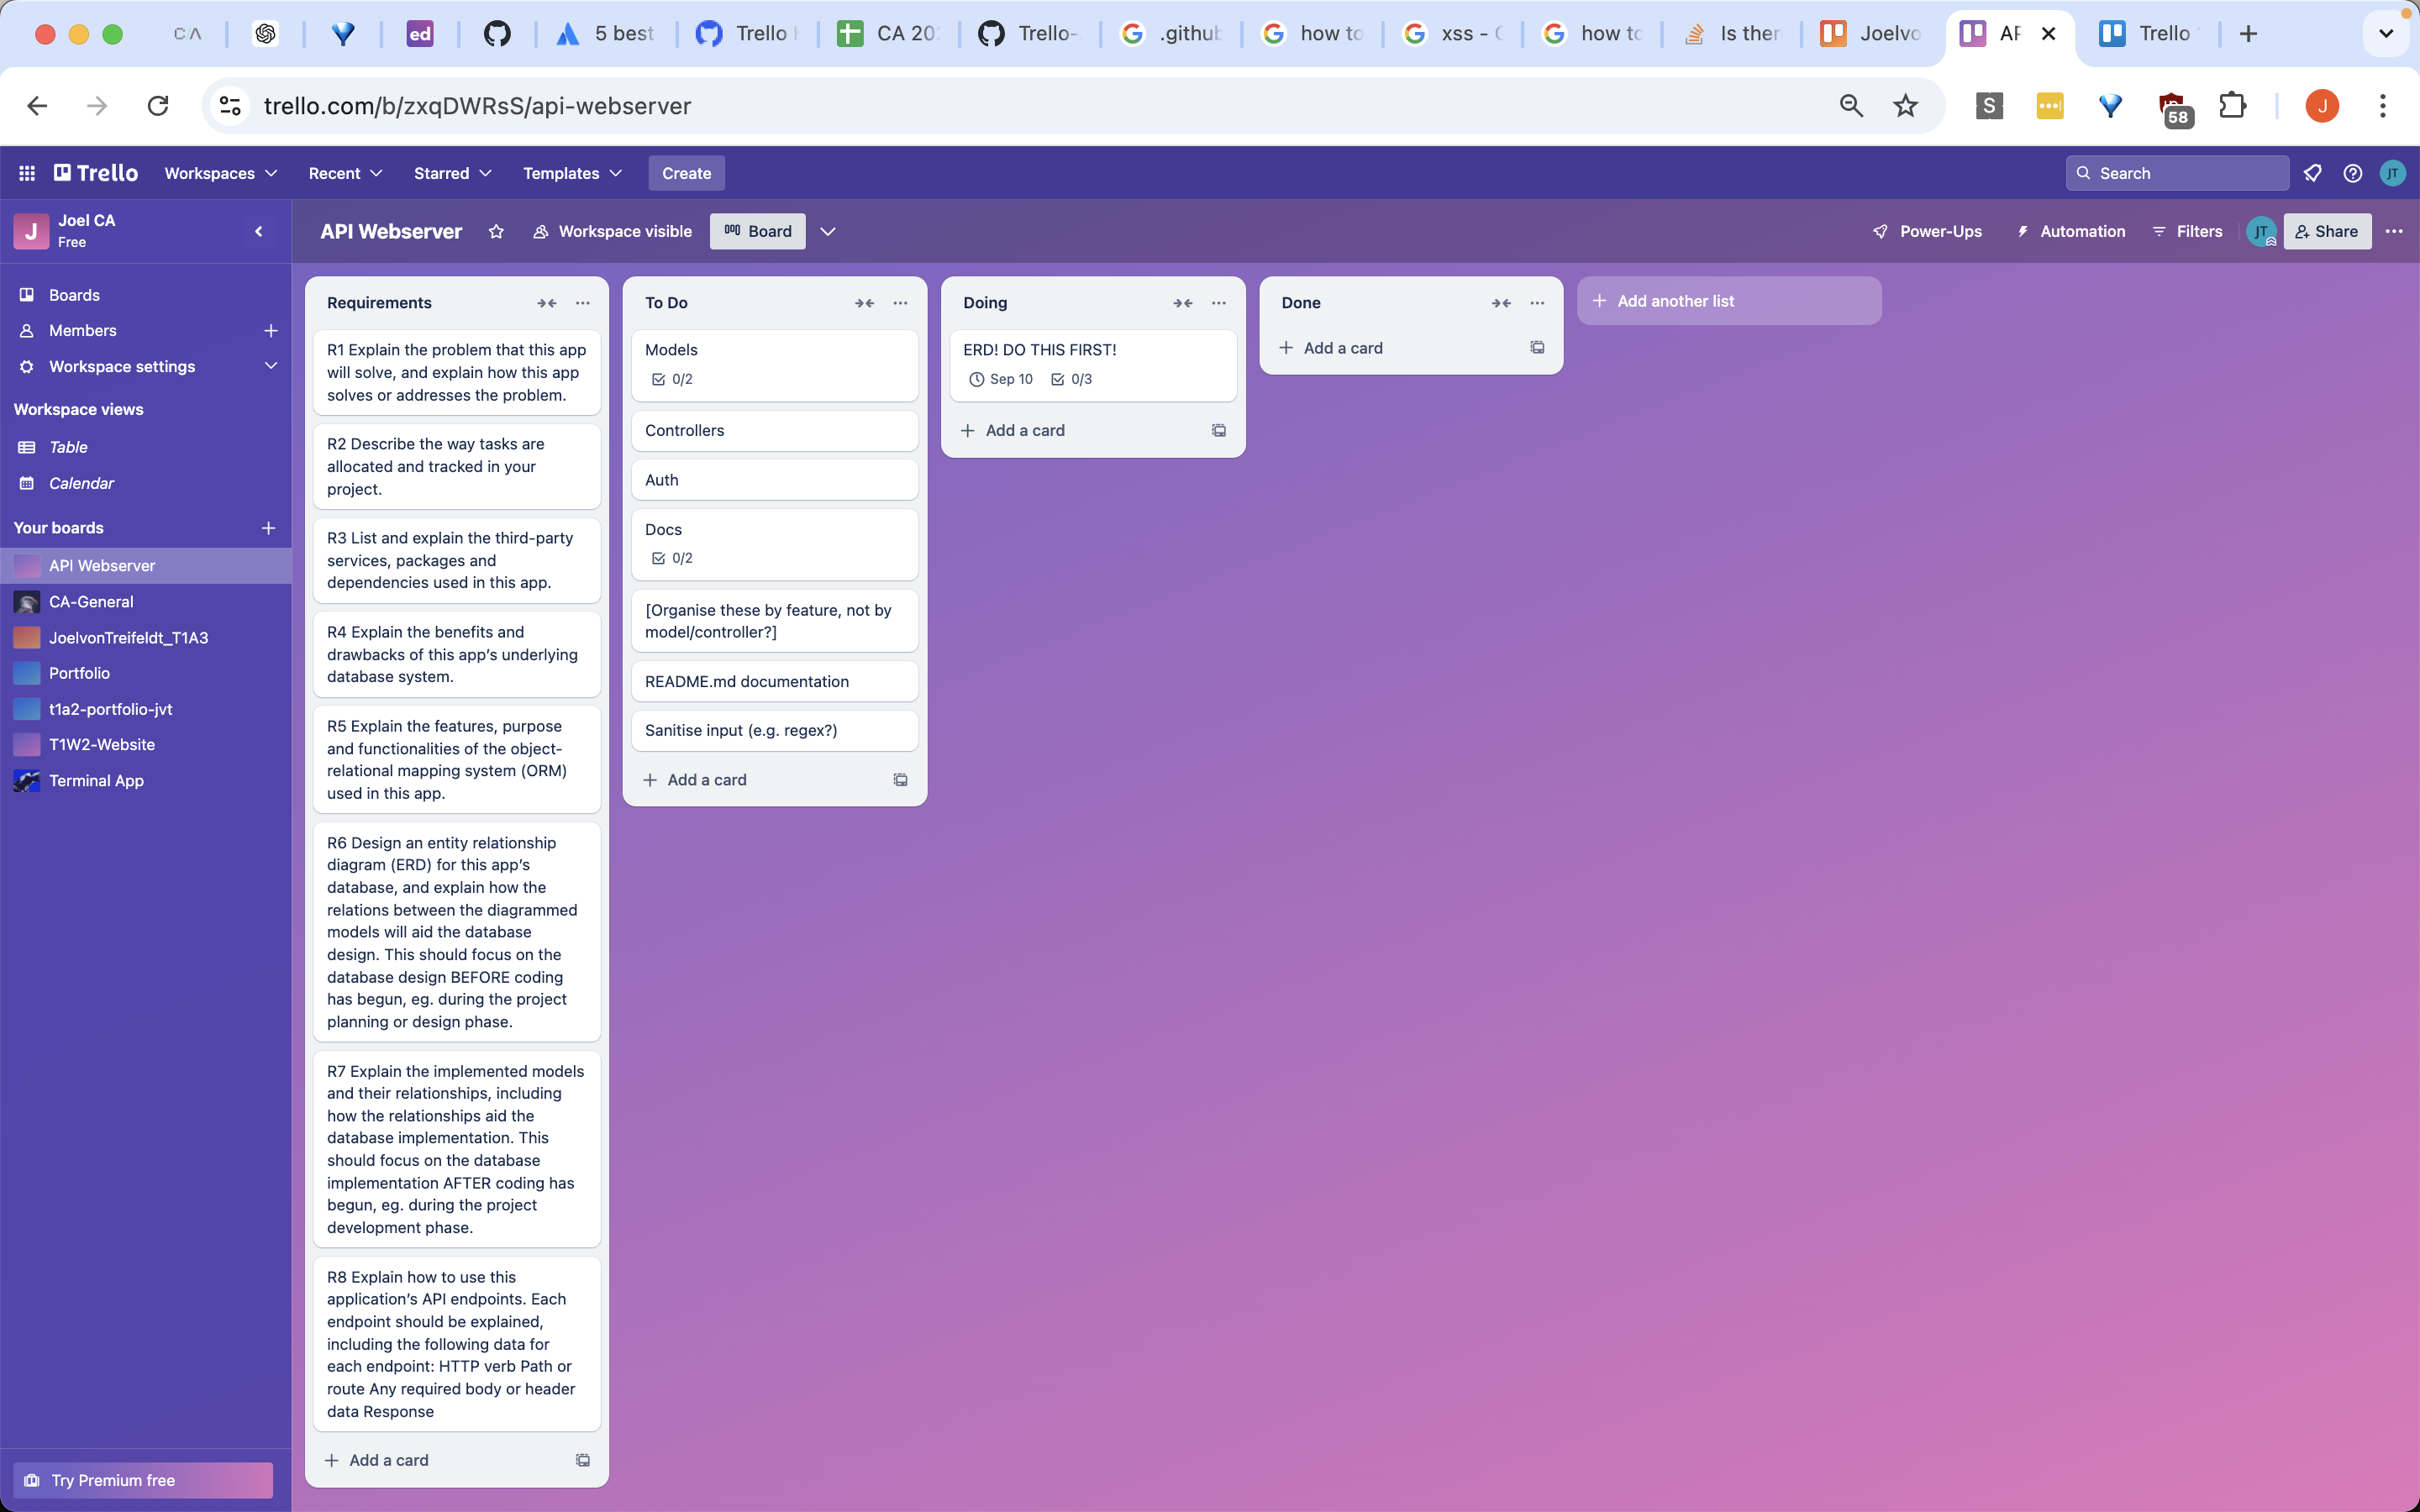 CA
ed
5 best
Trello
CA 20
Trello-
.github
how to
xss -
how to
Is ther
Joelvo
AP
Trello
trello.com/b/zxqDWRsS/api-webserver
S
58
J
Trello
Workspaces
Recent
Starred
Templates
Create
Search
JT
J
Joel CA
Free
API Webserver
Workspace visible
Board
Power-Ups
Automation
Filters
JT
Share
Boards
Members
Workspace settings
Workspace views
Table
Calendar
Your boards
API Webserver
CA-General
JoelvonTreifeldt_T1A3
Portfolio
t1a2-portfolio-jvt
T1W2-Website
Terminal App
Try Premium free
Requirements
R1 Explain the problem that this app
will solve, and explain how this app
solves or addresses the problem.
R2 Describe the way tasks are
allocated and tracked in your
project.
R3 List and explain the third-party
services, packages and
dependencies used in this app.
R4 Explain the benefits and
drawbacks of this app’s underlying
database system.
R5 Explain the features, purpose
and functionalities of the object-
relational mapping system (ORM)
used in this app.
R6 Design an entity relationship
diagram (ERD) for this app’s
database, and explain how the
relations between the diagrammed
models will aid the database
design. This should focus on the
database design BEFORE coding
has begun, eg. during the project
planning or design phase.
R7 Explain the implemented models
and their relationships, including
how the relationships aid the
database implementation. This
should focus on the database
implementation AFTER coding has
begun, eg. during the project
development phase.
R8 Explain how to use this
application’s API endpoints. Each
endpoint should be explained,
including the following data for
each endpoint: HTTP verb Path or
route Any required body or header
data Response
Add a card
To Do
Models
0/2
Controllers
Auth
Docs
0/2
[Organise these by feature, not by
model/controller?]
README.md documentation
Sanitise input (e.g. regex?)
Add a card
Doing
ERD! DO THIS FIRST!
Sep 10 0/3
Add a card
Done
Add a card
Add another list